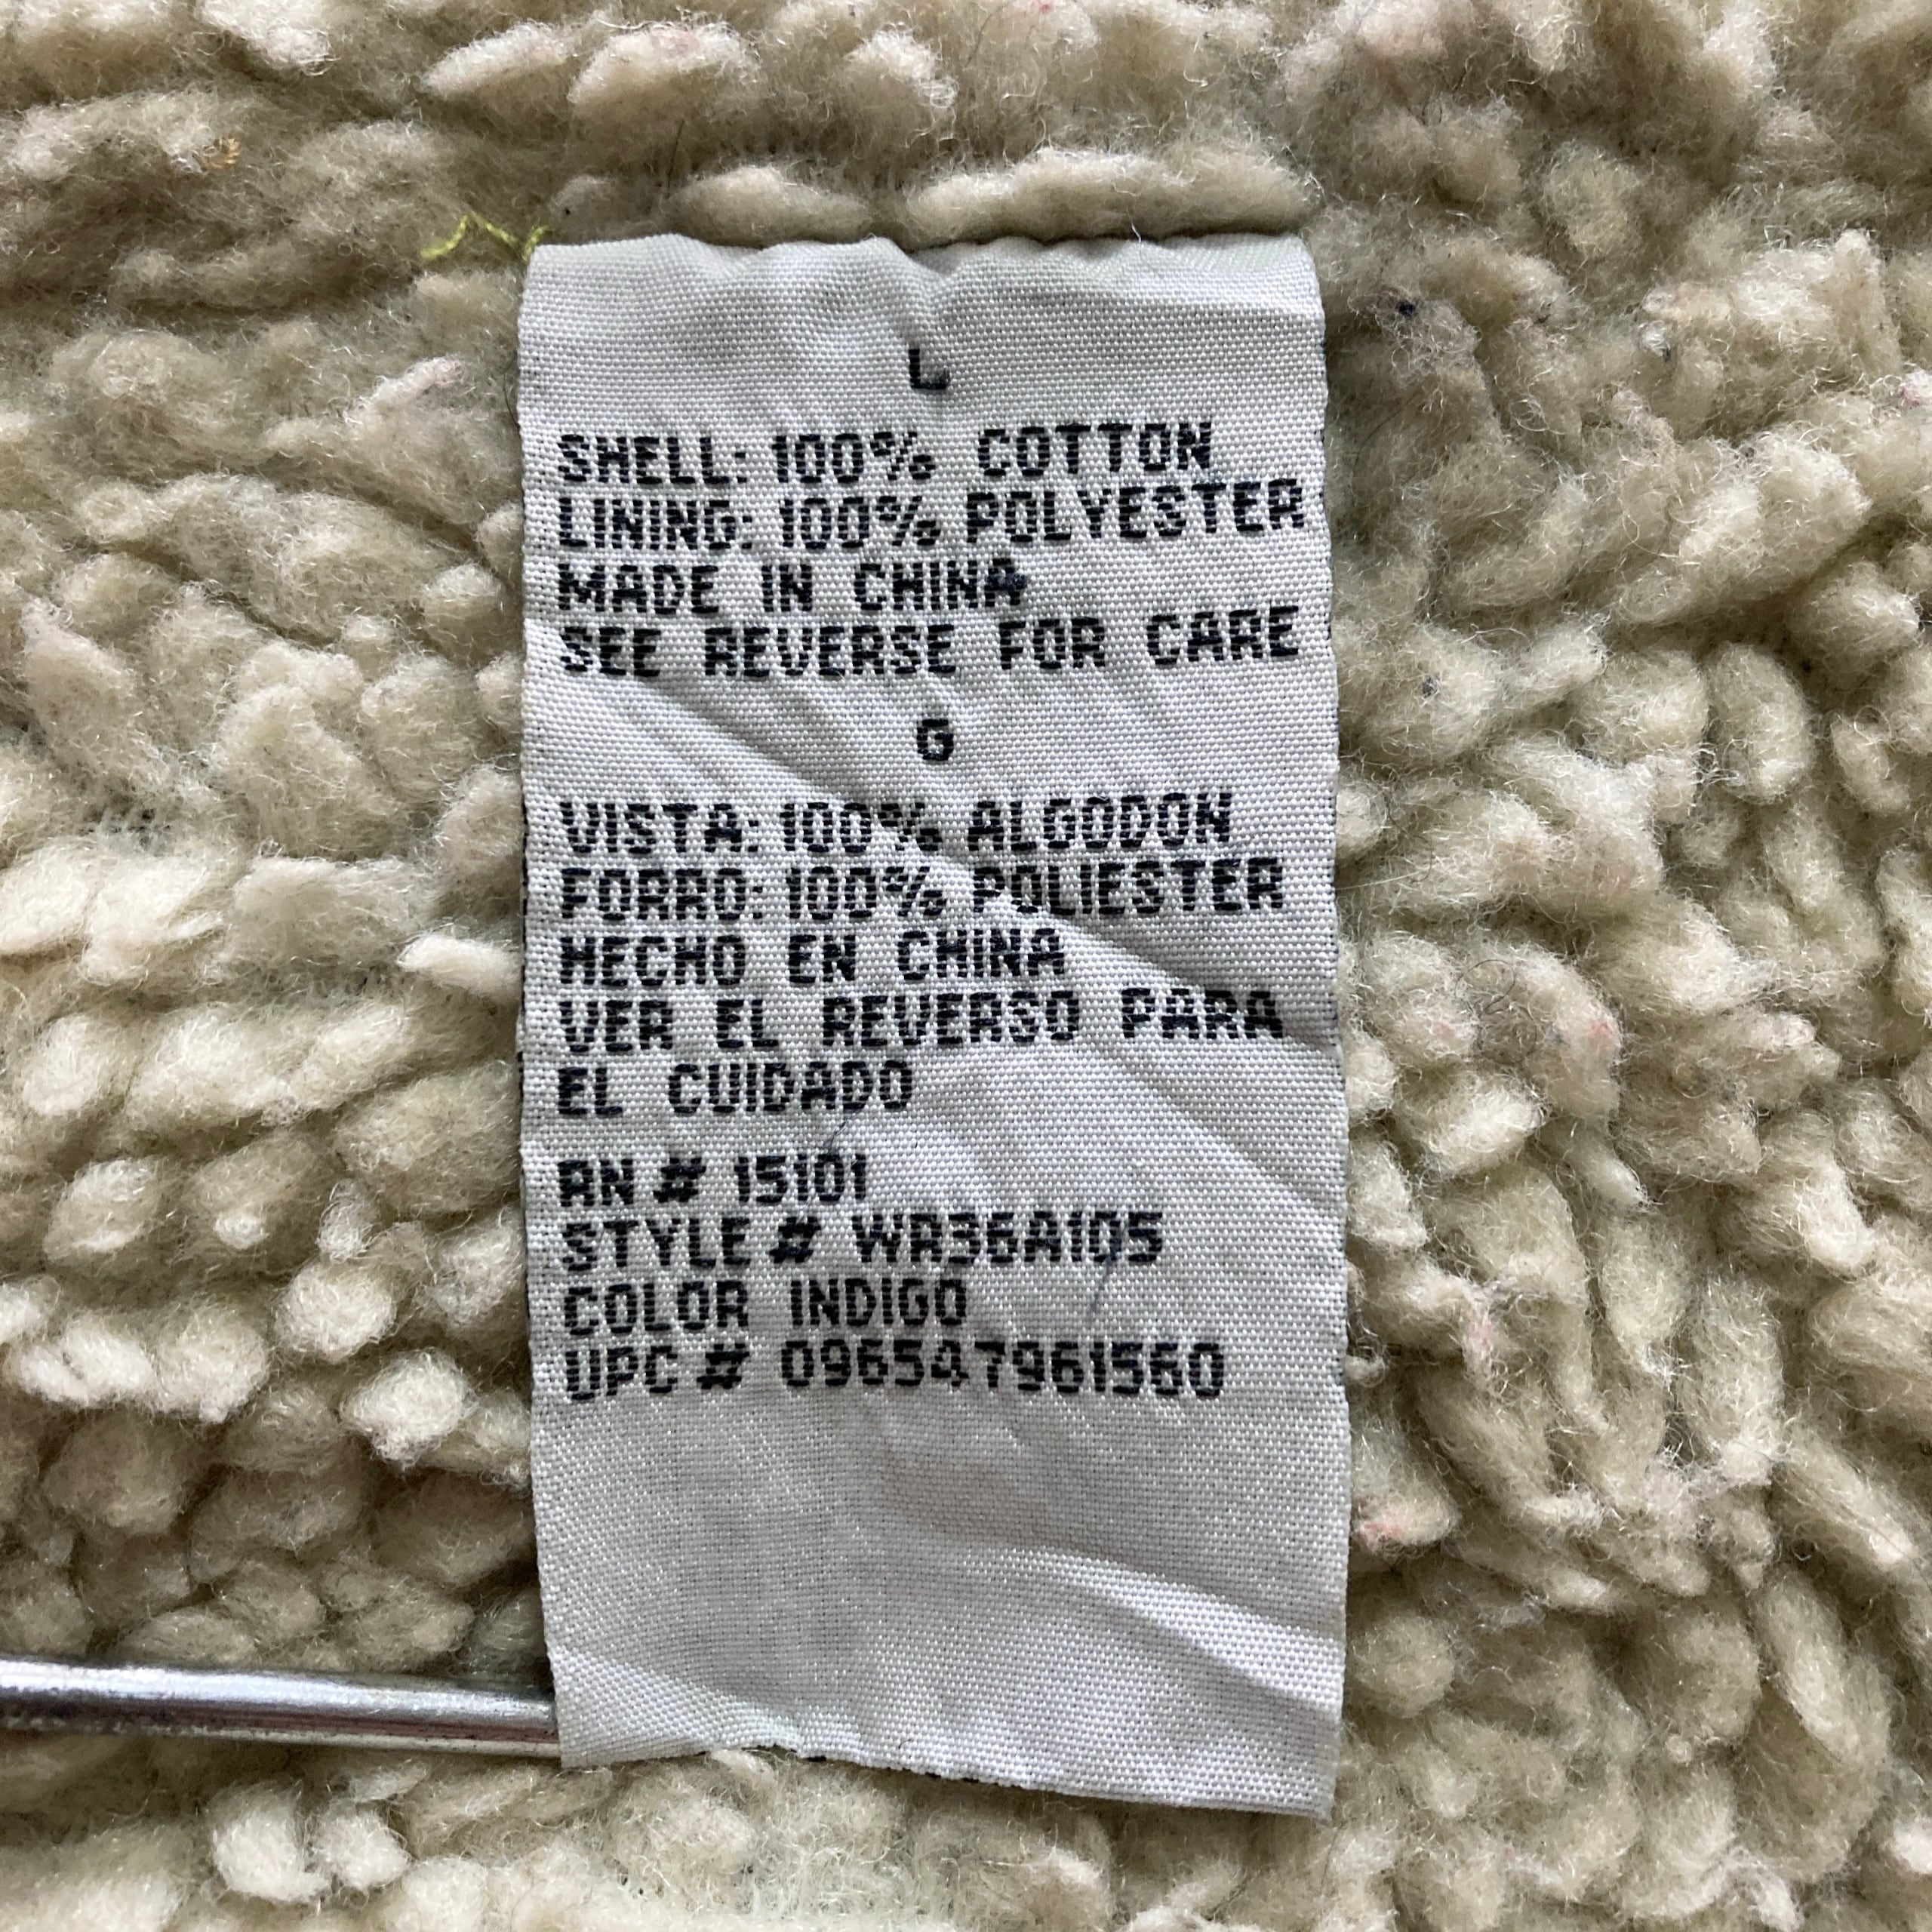 L
SHELL: 100% COTTON
LINING: 100% POLYESTER
MADE IN CHINA
SEE REVERSE FOR CARE
G
VISTA: 100% ALGODON
FORRO: 100% POLIESTER
HECHO EN CHINA
VER EL REVERSO PARA
EL CUIDADO
RN # 15101
STYLE # WR36A105
COLOR INDIGO
UPC # 096547961560